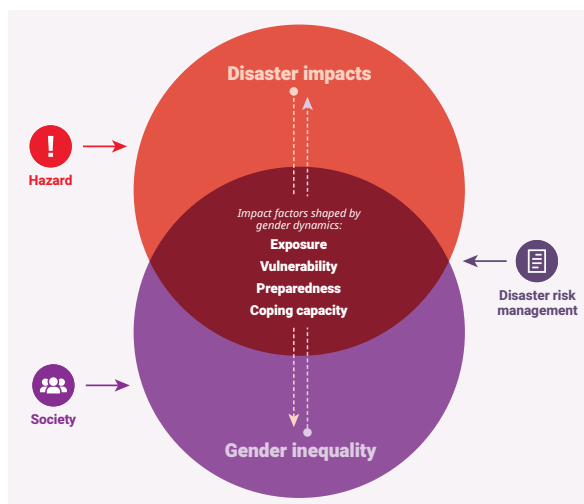 Disaster impacts
!
Hazard
Impact factors shaped by
gender dynamics:
Exposure
Vulnerability
Preparedness
Coping capacity
Disaster risk
management
Society
Gender inequality